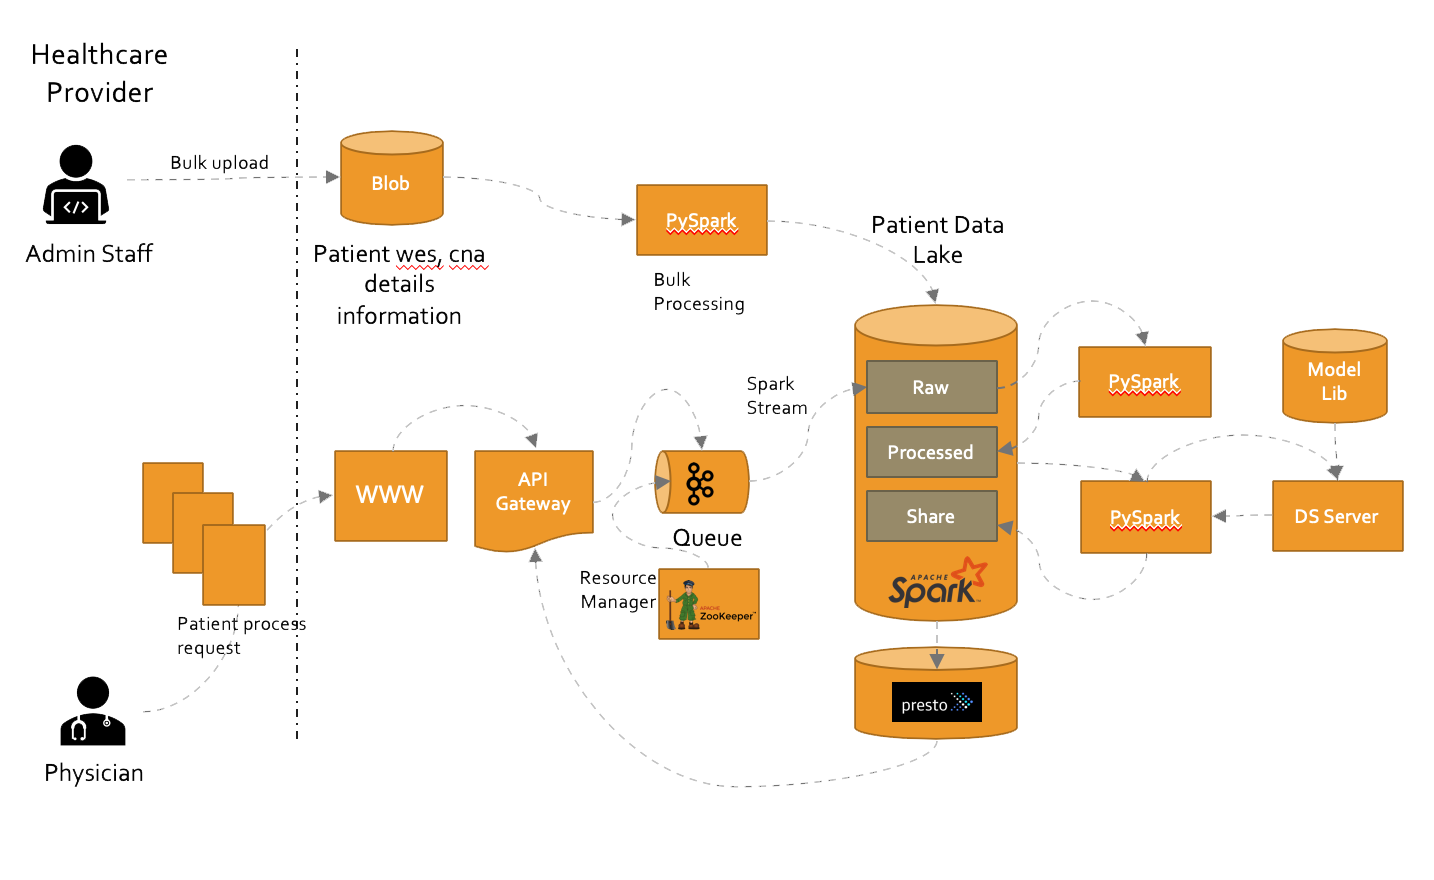 Healthcare
Provider
Bulk upload
</>
Admin Staff
Blob
Patient wes, cna
details
information
PySpark
Bulk
Processing
Patient Data
Lake
Spark
Stream
Raw
Processed
Share
APACHE
Spark
TM
PySpark
Model
Lib
PySpark
DS Server
WWW
API
Gateway
Queue
Resource
Manager
APACHE
ZooKeeper™
presto
Patient process
request
Physician